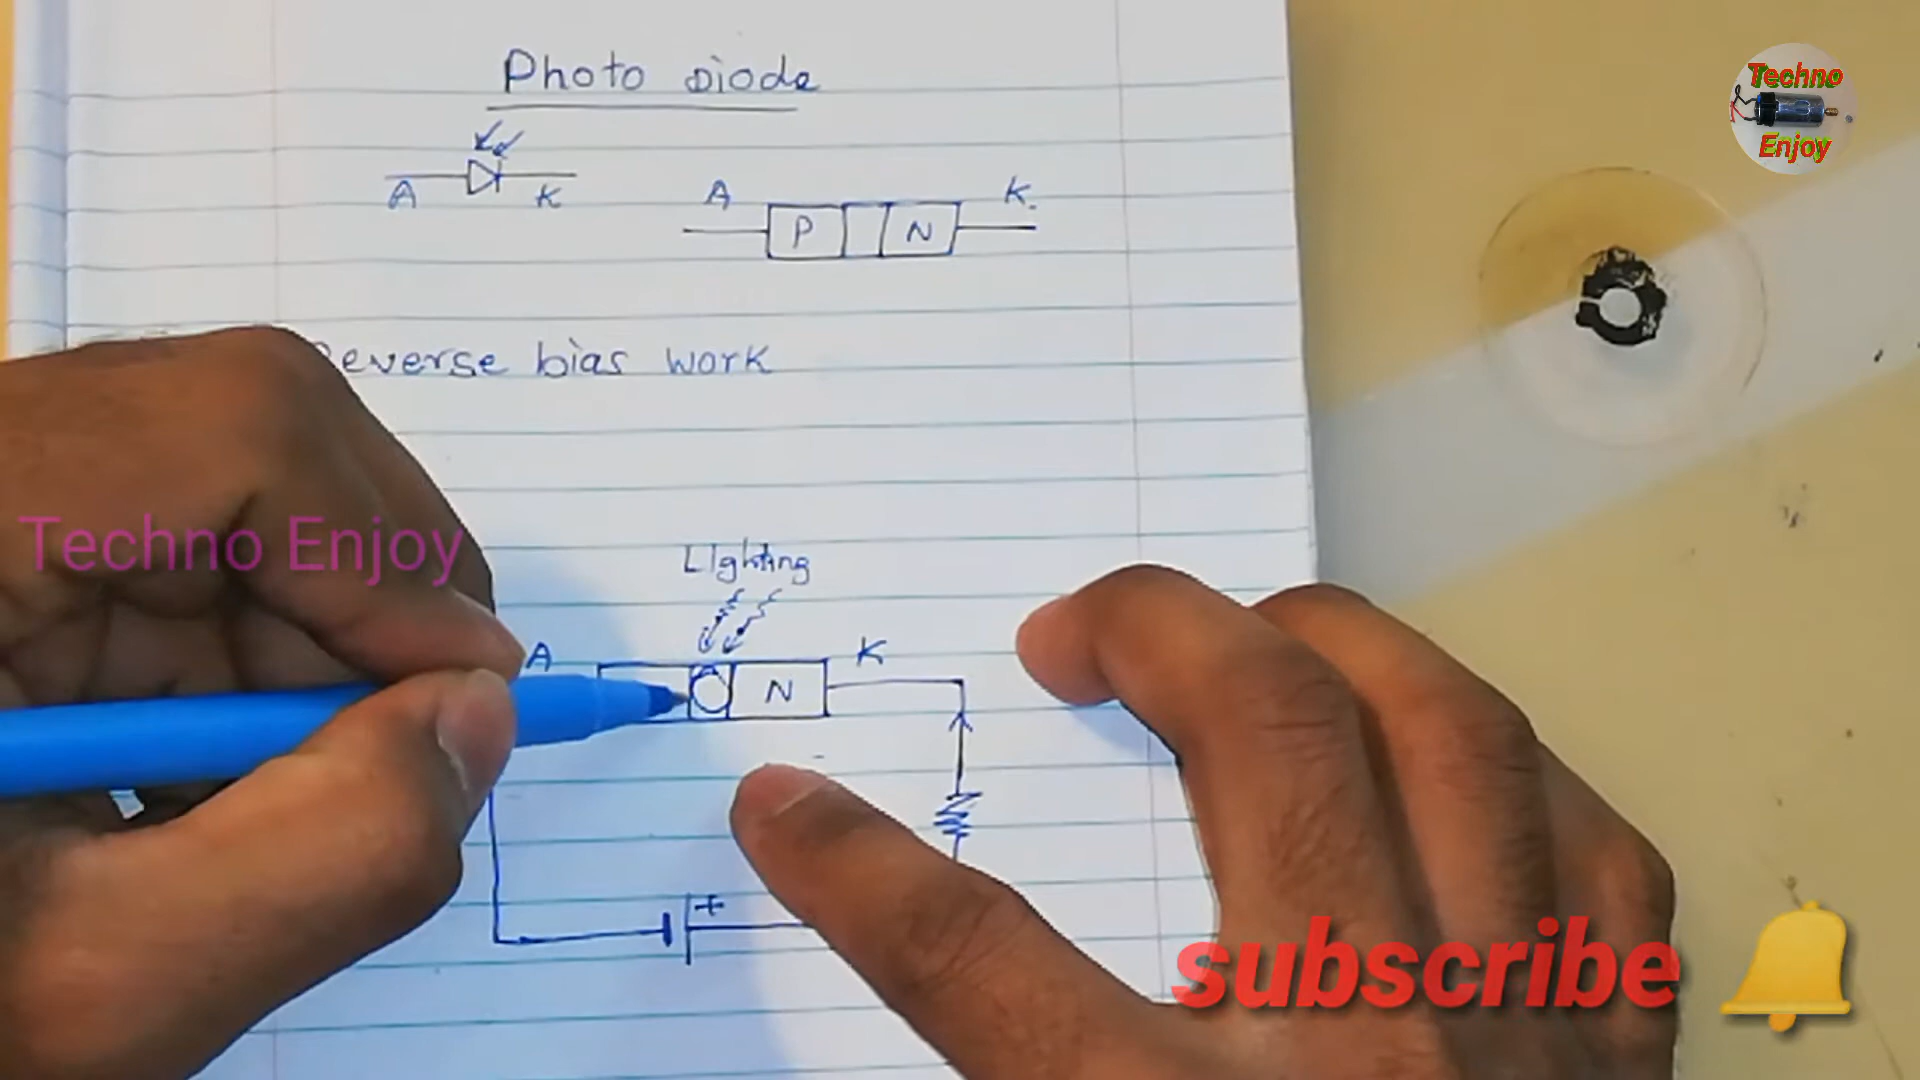 Photo Diode
A
K
A
K.
P
N
everse bias work
Lighting
A
K
N
+
Techno
Enjoy
Techno Enjoy
subscribe